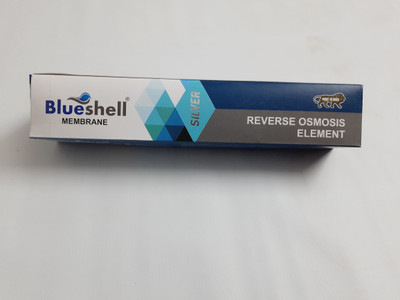 Blueshell®
MEMBRANE
SILVER
REVERSE OSMOSIS
ELEMENT